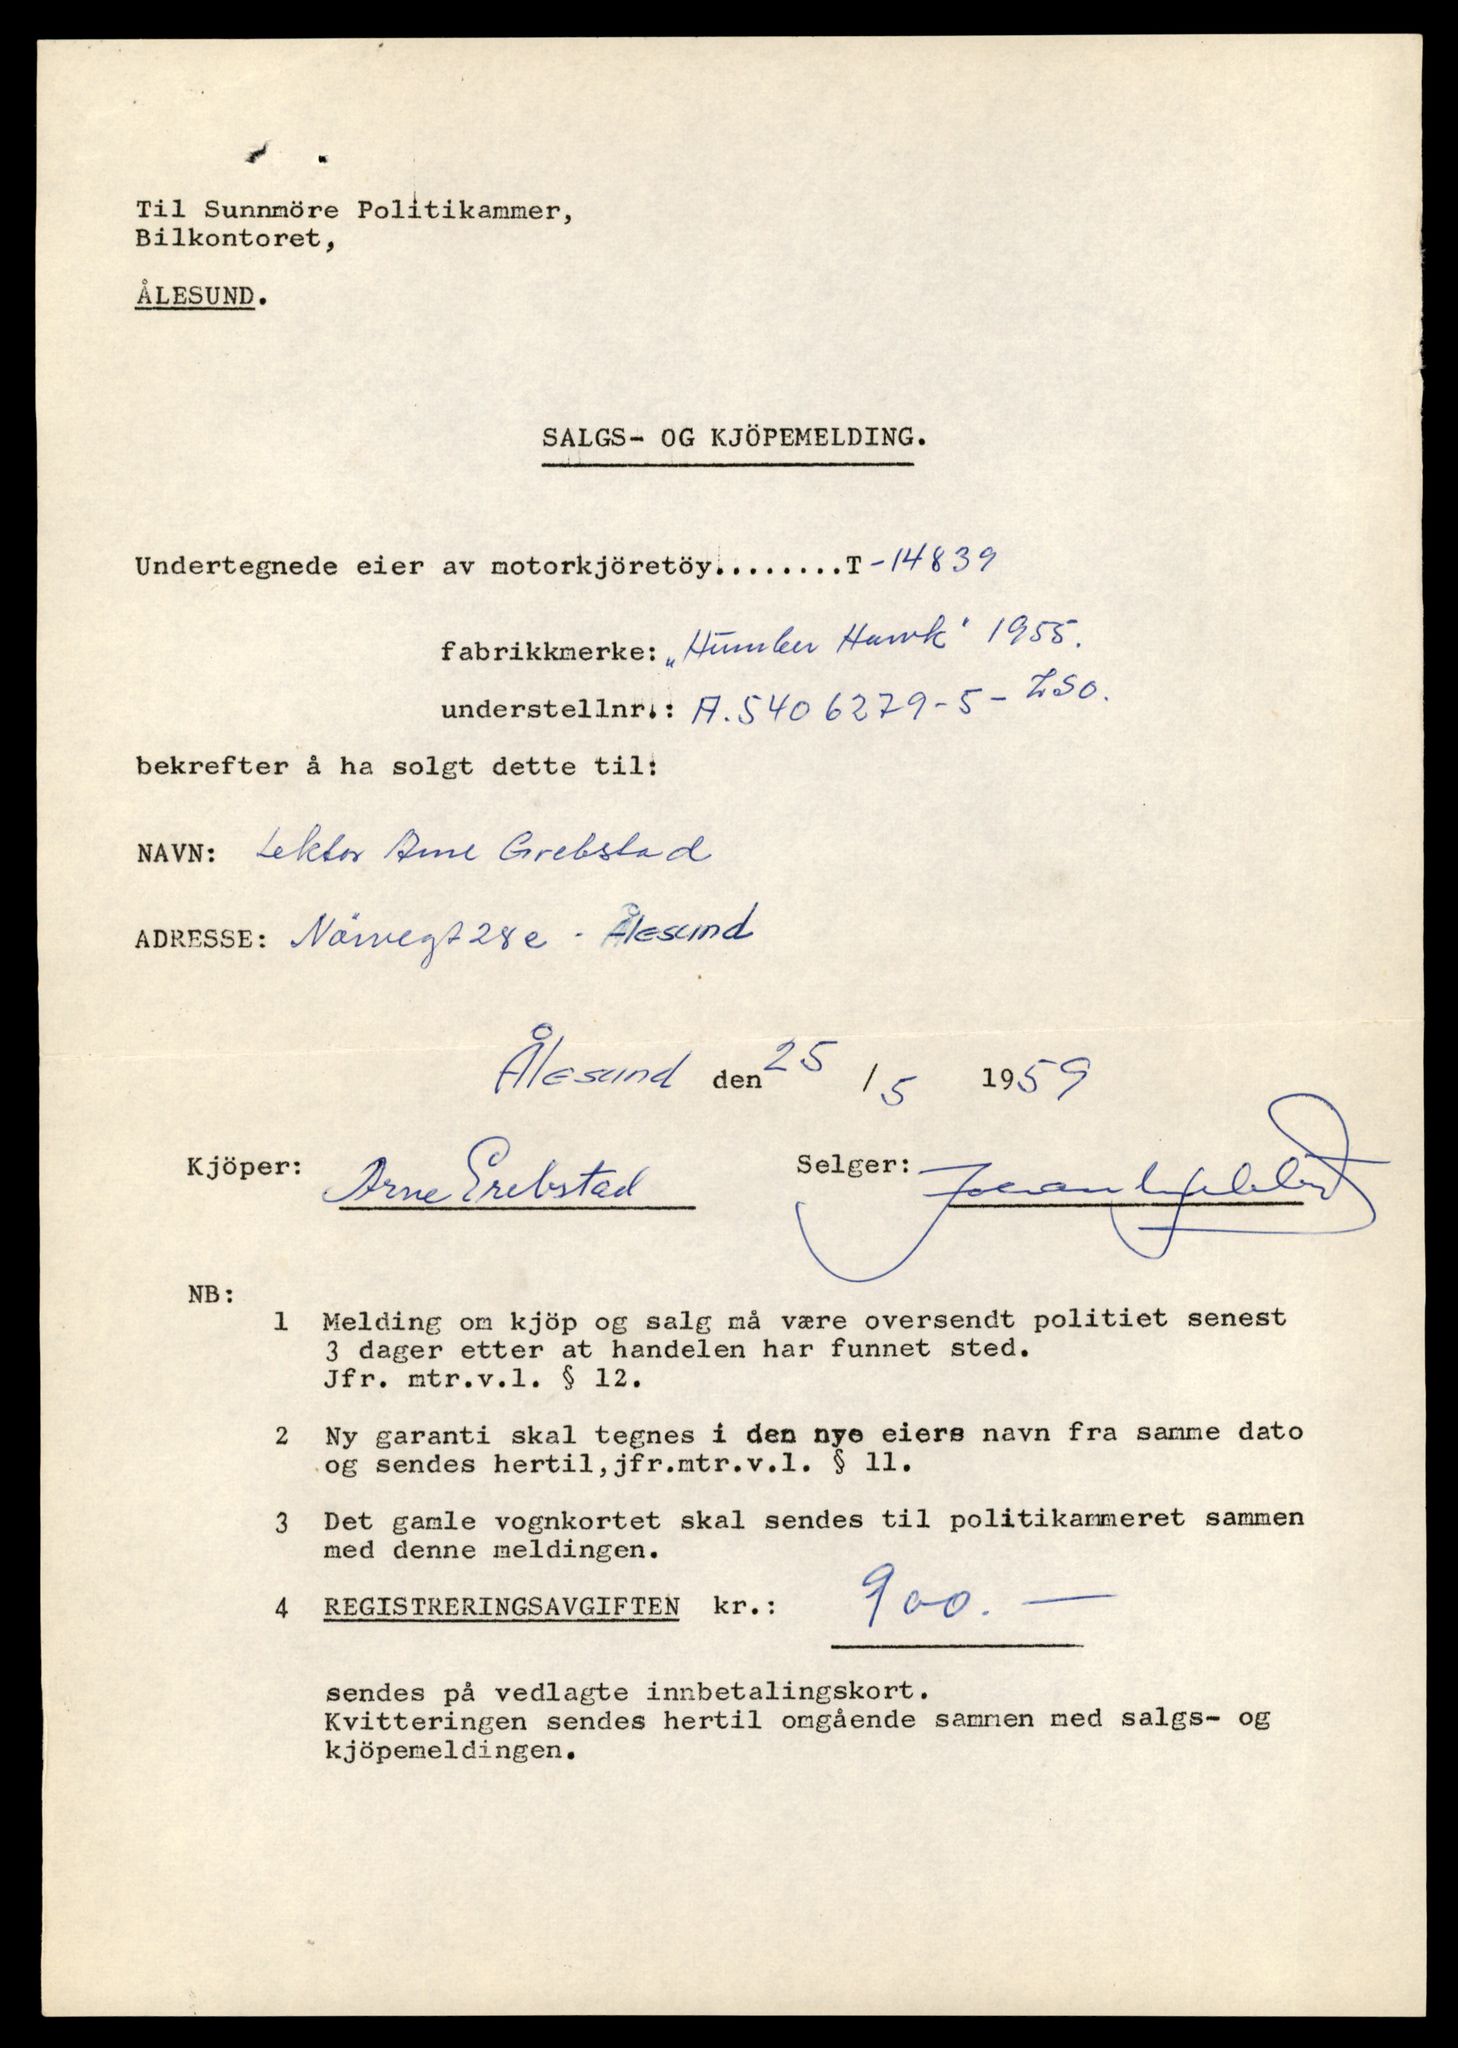 Til Sunnmöre Politikammer,
Bilkontoret,
ÅLESUND.
SALGS- OG KJÖPEMELDING.
Undertegnede eier av motorkjöretöy........T -14839
fabrikkmerke: „Humber Hawk" 1955.
understellnr.: A.5406279-5- ZSO.
bekrefter å ha solgt dette til:
NAVN: Lektor Arne Grebstad
ADRESSE: Nörvegt 28e - Ålesund
Ålesund den 25 /5 1959
Kjöper: Arne Grebstad Selger:
NB:
1 Melding om kjöp og salg må være oversendt politiet senest
3 dager etter at handelen har funnet sted.
Jfr. mtr.v.l. § 12.
2 Ny garanti skal tegnes i den nye eiers navn fra samme dato
og sendes hertil,jfr.mtr.v.l. § 11.
3 Det gamle vognkortet skal sendes til politikammeret sammen
med denne meldingen.
4 REGISTRERINGSAVGIFTEN kr.: 900.—
sendes på vedlagte innbetalingskort.
Kvitteringen sendes hertil omgående sammen med salgs- og
kjöpemeldingen.